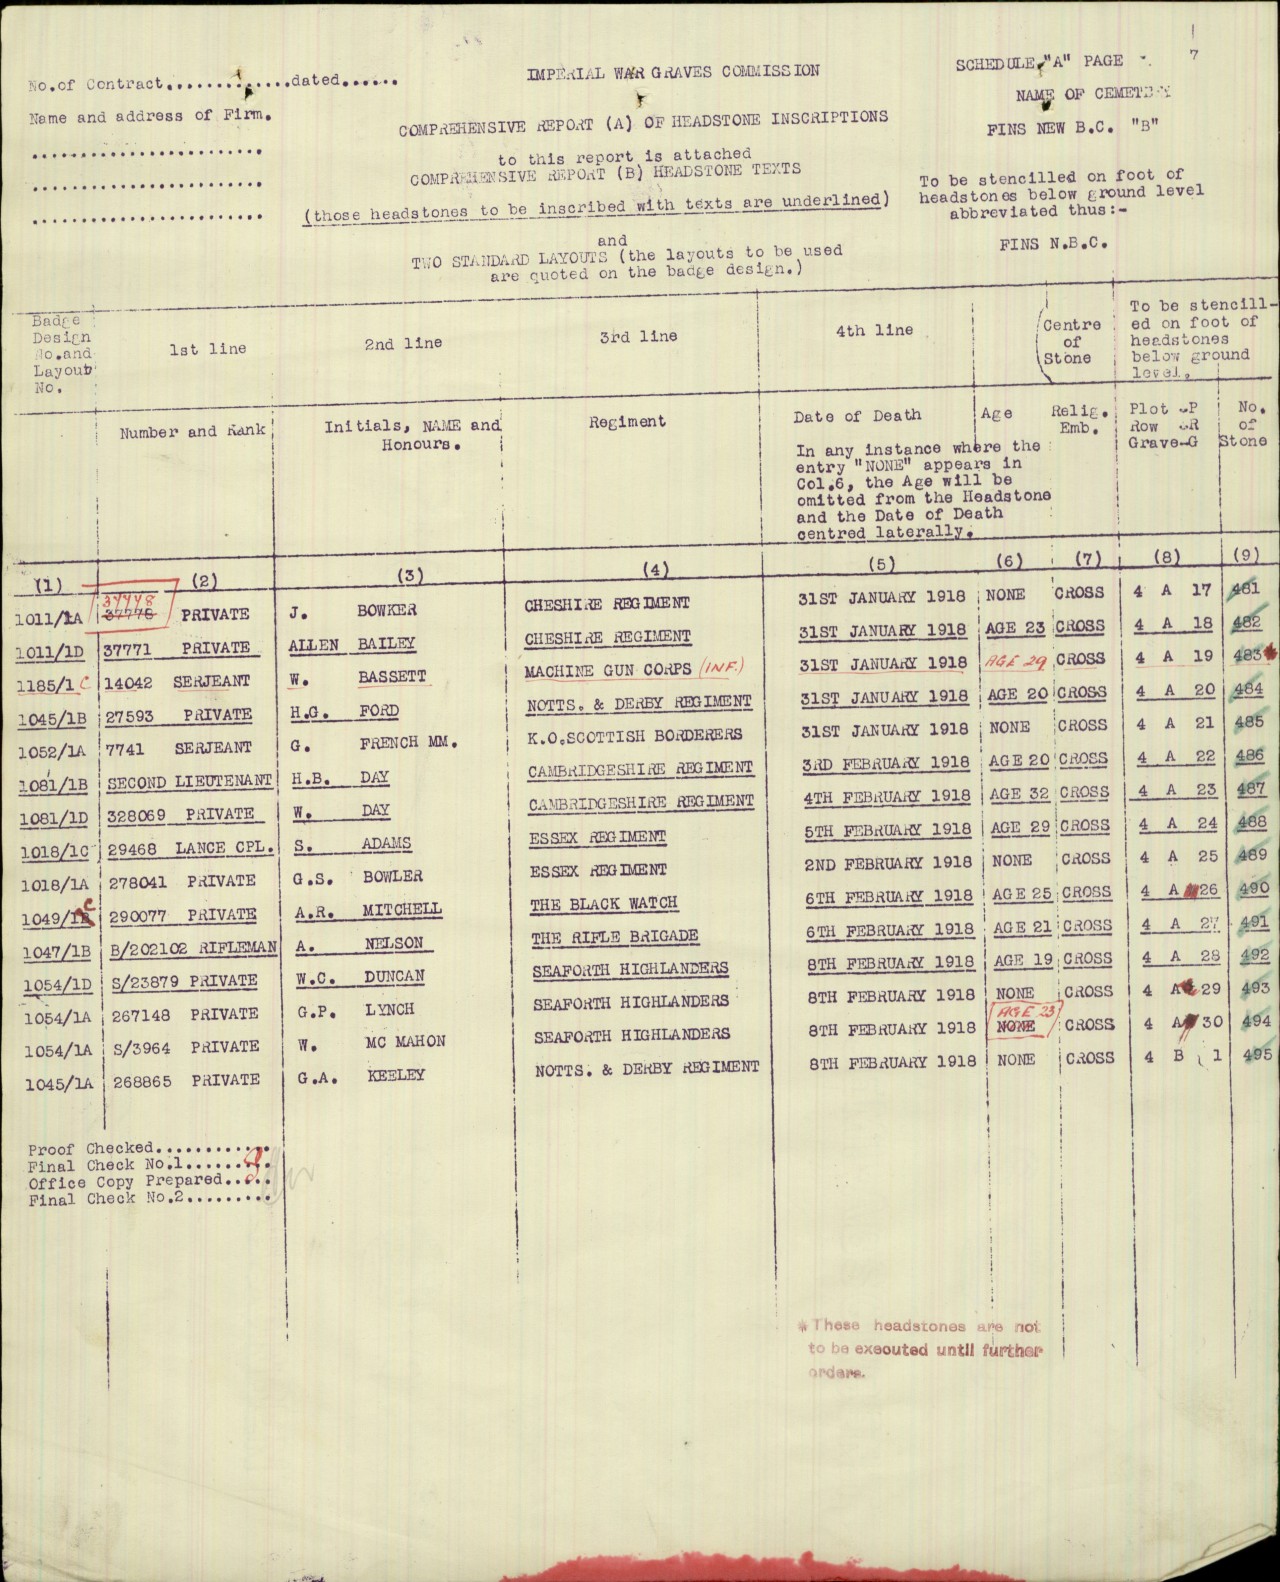 No.of Contract.............dated......
IMPERIAL WAR GRAVES COMMISSION
SCHEDULE "A" PAGE 7
Name and address of Firm.
NAME OF CEMETERY
COMPREHENSIVE REPORT (A) OF HEADSTONE INSCRIPTIONS
FINS NEW B.C. "B"
to this report is attached
COMPREHENSIVE REPORT (B) HEADSTONE TEXTS
(those headstones to be inscribed with texts are underlined)
To be stencilled on foot of
headstones below ground level
abbreviated thus:-
and
FINS N.B.C.
TWO STANDARD LAYOUTS (the layouts to be used
are quoted on the badge design.)
Badge
Design
No.and
Layout
No.
1st line
2nd line
3rd line
4th line
(Centre
of
(Stone
To be stencill-
ed on foot of
headstones
below ground
level.
Number and Rank
Initials, NAME and
Honours.
Regiment
Date of Death
In any instance where the
entry "NONE" appears in
Col.6, the Age will be
omitted from the Headstone
and the Date of Death
centred laterally.
Age
Relig.
Emb.
Plot -P
Row -R
Grave-G
No.
of
Stone
(1) (2) (3) (4) (5) (6) (7) (8) (9)
37778
1011/1A 37778 PRIVATE J. BOWKER CHESHIRE REGIMENT 31ST JANUARY 1918 NONE CROSS 4 A 17 481
1011/1D 37771 PRIVATE ALLEN BAILEY CHESHIRE REGIMENT 31ST JANUARY 1918 AGE 23 CROSS 4 A 18 482
1185/1C 14042 SERJEANT W. BASSETT MACHINE GUN CORPS (INF.) 31ST JANUARY 1918 AGE 29 CROSS 4 A 19 483*
1045/1B 27593 PRIVATE H.G. FORD NOTTS. & DERBY REGIMENT 31ST JANUARY 1918 AGE 20 CROSS 4 A 20 484
1052/1A 7741 SERJEANT G. FRENCH MM. K.O.SCOTTISH BORDERERS 31ST JANUARY 1918 NONE CROSS 4 A 21 485
1081/1B SECOND LIEUTENANT H.B. DAY CAMBRIDGESHIRE REGIMENT 3RD FEBRUARY 1918 AGE 20 CROSS 4 A 22 486
1081/1D 328069 PRIVATE W. DAY CAMBRIDGESHIRE REGIMENT 4TH FEBRUARY 1918 AGE 32 CROSS 4 A 23 487
1018/1C 29468 LANCE CPL. S. ADAMS ESSEX REGIMENT 5TH FEBRUARY 1918 AGE 29 CROSS 4 A 24 488
1018/1A 278041 PRIVATE G.S. BOWLER ESSEX REGIMENT 2ND FEBRUARY 1918 NONE CROSS 4 A 25 489
1049/1B C 290077 PRIVATE A.R. MITCHELL THE BLACK WATCH 6TH FEBRUARY 1918 AGE 25 CROSS 4 A 26 490
1047/1B B/202102 RIFLEMAN A. NELSON THE RIFLE BRIGADE 6TH FEBRUARY 1918 AGE 21 CROSS 4 A 27 491
1054/1D S/23879 PRIVATE W.C. DUNCAN SEAFORTH HIGHLANDERS 8TH FEBRUARY 1918 AGE 19 CROSS 4 A 28 492
1054/1A 267148 PRIVATE G.P. LYNCH SEAFORTH HIGHLANDERS 8TH FEBRUARY 1918 NONE CROSS 4 A 29 493
AGE 23
1054/1A S/3964 PRIVATE W. MC MAHON SEAFORTH HIGHLANDERS 8TH FEBRUARY 1918 NONE CROSS 4 A 30 494
1045/1A 268865 PRIVATE G.A. KEELEY NOTTS. & DERBY REGIMENT 8TH FEBRUARY 1918 NONE CROSS 4 B 1 495
Proof Checked............
Final Check No.1.........
Office Copy Prepared.....
Final Check No.2.........
*These headstones are not
to be executed until further
orders.